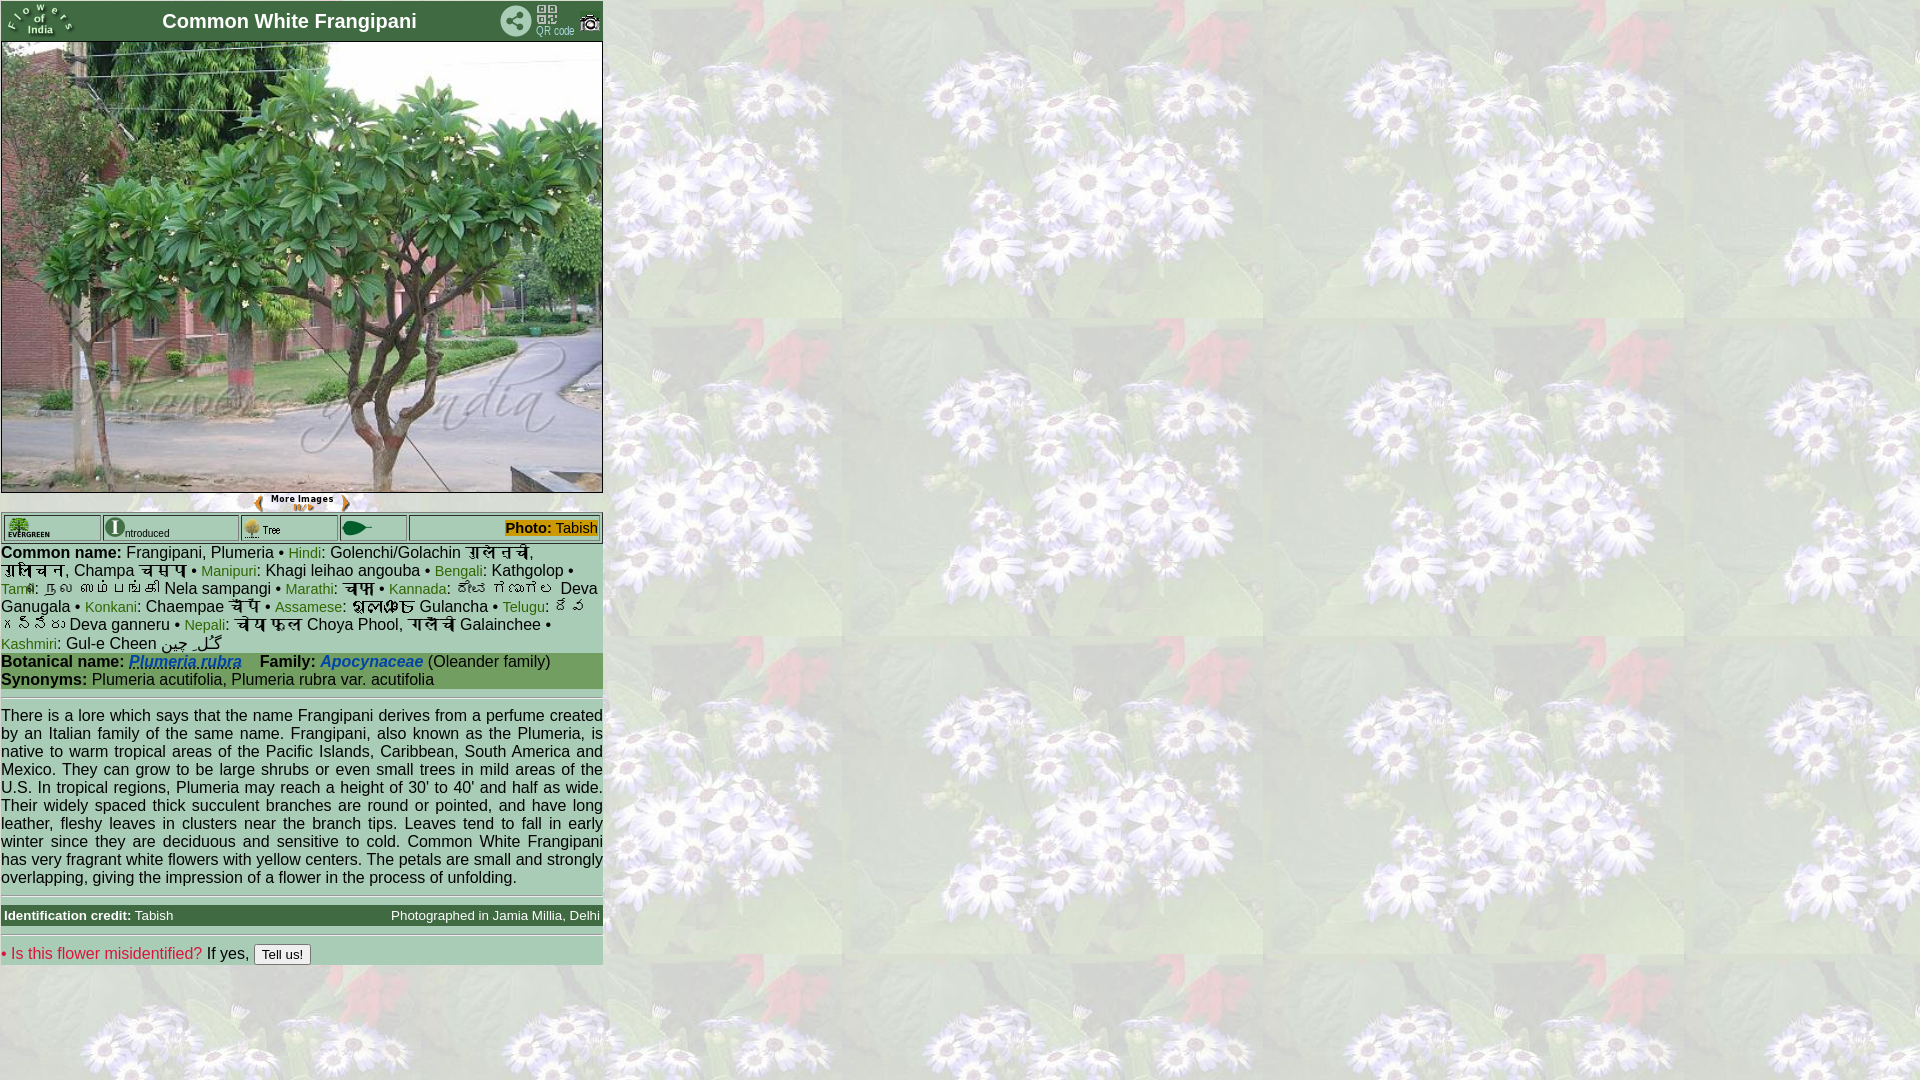 Flowers of India
Common White Frangipani
QR code
Flowers of India
More Images
EVERGREEN
Introduced
Tree
Photo: Tabish
Common name: Frangipani, Plumeria • Hindi: Golenchi/Golachin गुलेन्ची,
गुलाचिन, Champa चम्पा • Manipuri: Khagi leihao angouba • Bengali: Kathgolop •
Tamil: Nela sampangi • Marathi: चाफा • Kannada: ದೇವ ಗಣಗಿಲೆ Deva
Ganugala • Konkani: Chaempae • Assamese: গুলঞ্চ Gulancha • Telugu: దేవ
గన్నేరు Deva ganneru • Nepali: चोया फूल Choya Phool, गलैंची Galainchee •
Kashmiri: Gul-e Cheen گُلِ چین
Botanical name: Plumeria rubra Family: Apocynaceae (Oleander family)
Synonyms: Plumeria acutifolia, Plumeria rubra var. acutifolia
There is a lore which says that the name Frangipani derives from a perfume created
by an Italian family of the same name. Frangipani, also known as the Plumeria, is
native to warm tropical areas of the Pacific Islands, Caribbean, South America and
Mexico. They can grow to be large shrubs or even small trees in mild areas of the
U.S. In tropical regions, Plumeria may reach a height of 30' to 40' and half as wide.
Their widely spaced thick succulent branches are round or pointed, and have long
leather, fleshy leaves in clusters near the branch tips. Leaves tend to fall in early
winter since they are deciduous and sensitive to cold. Common White Frangipani
has very fragrant white flowers with yellow centers. The petals are small and strongly
overlapping, giving the impression of a flower in the process of unfolding.
Identification credit: Tabish
Photographed in Jamia Millia, Delhi
• Is this flower misidentified? If yes, Tell us!